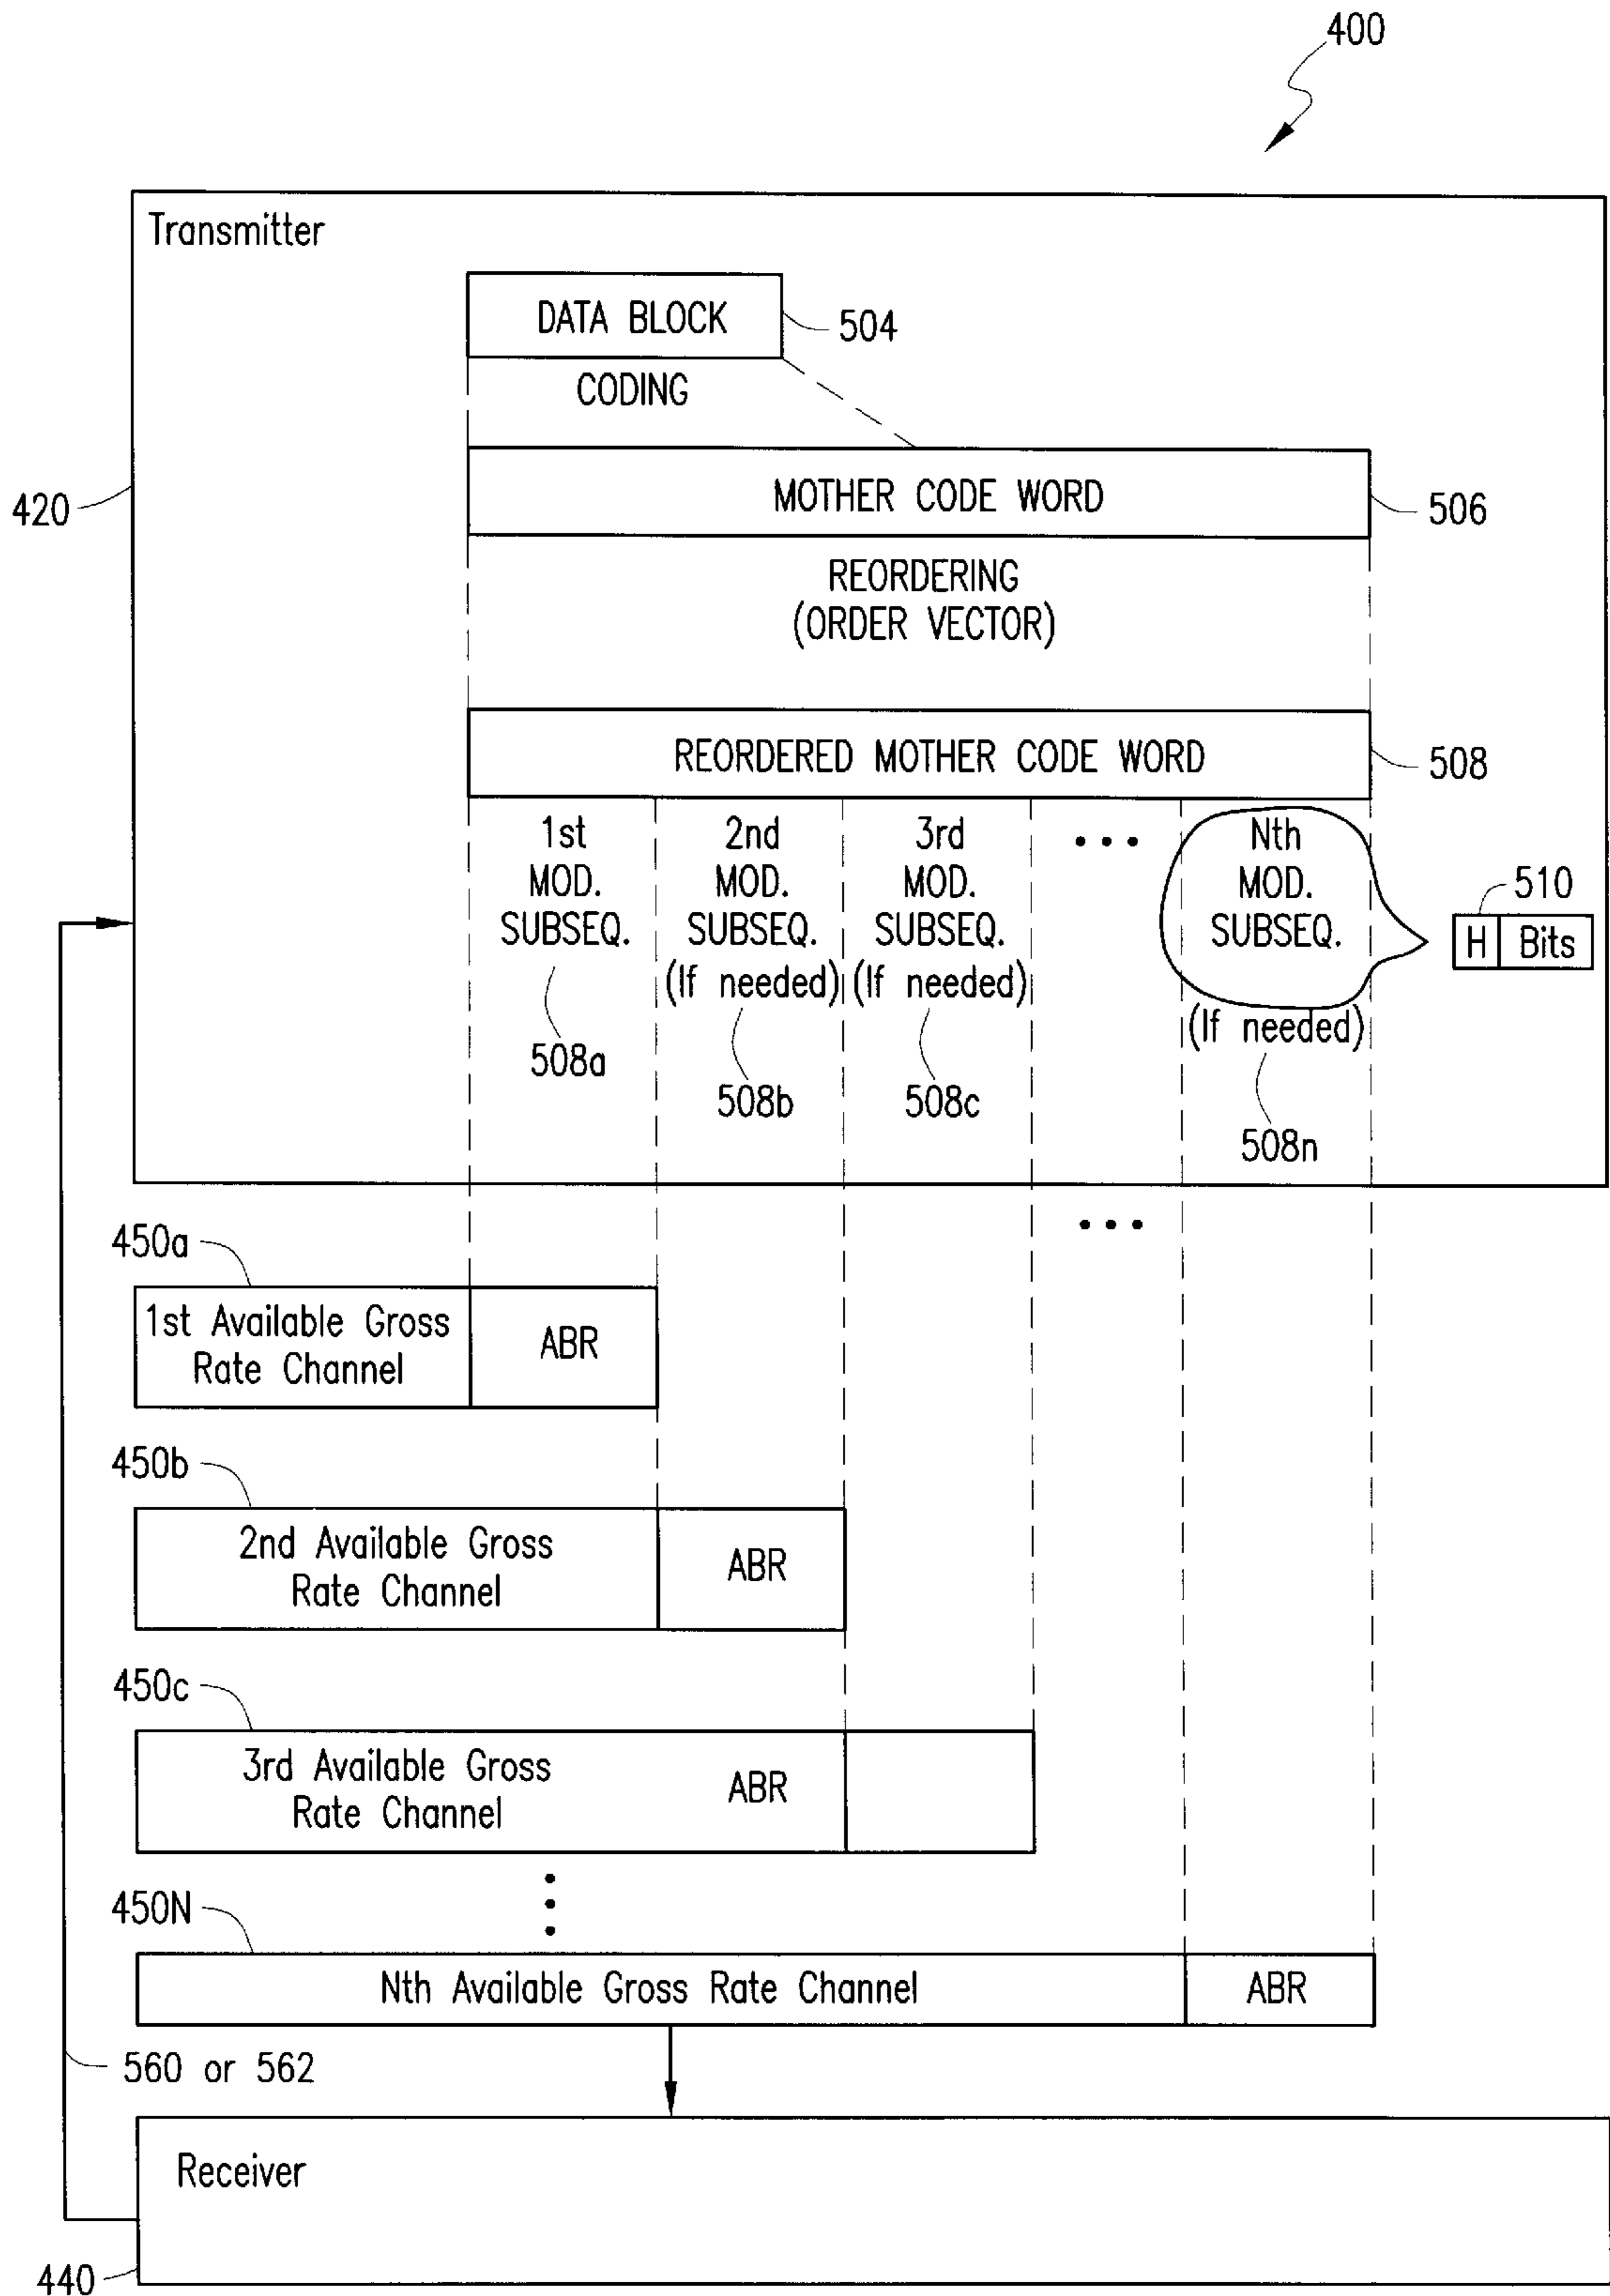 400
Transmitter
DATA BLOCK
504
CODING
MOTHER CODE WORD
420
506
REORDERING
(ORDER VECTOR)
REORDERED MOTHER CODE WORD
508
1st
MOD.
SUBSEQ.
508a
2nd
MOD.
SUBSEQ.
(If needed)
508b
3rd
MOD.
SUBSEQ.
(If needed)
508c
• • •
Nth
MOD.
SUBSEQ.
(If needed)
508n
510
H Bits
• • •
450a
1st Available Gross
Rate Channel
ABR
450b
2nd Available Gross
Rate Channel
ABR
450c
3rd Available Gross
Rate Channel
ABR
450N
Nth Available Gross Rate Channel
ABR
560 or 562
Receiver
440